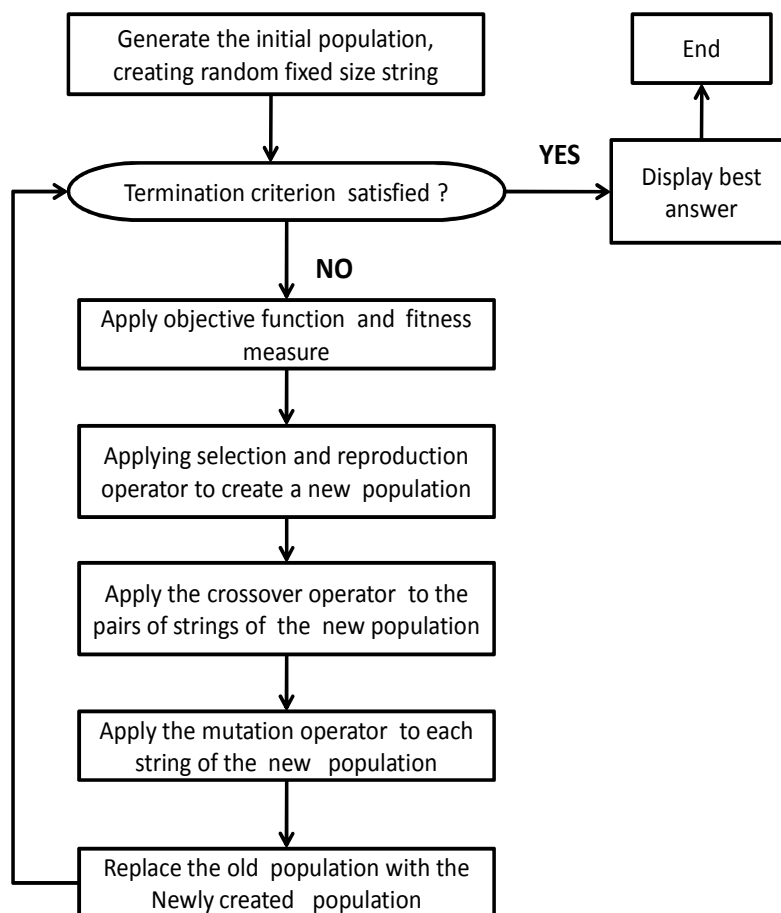 Generate the initial population,
creating random fixed size string
End
YES
Termination criterion satisfied ?
Display best
answer
NO
Apply objective function and fitness
measure
Applying selection and reproduction
operator to create a new population
Apply the crossover operator to the
pairs of strings of the new population
Apply the mutation operator to each
string of the new population
Replace the old population with the
Newly created population